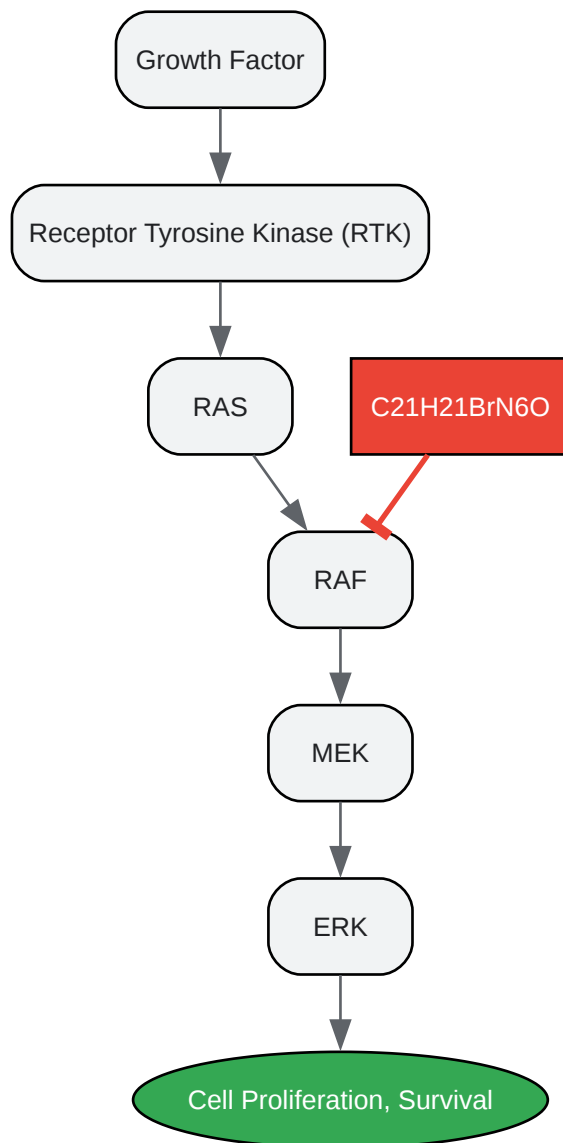 Growth Factor
Receptor Tyrosine Kinase (RTK)
RAS
C21H21BrN6O
RAF
MEK
ERK
Cell Proliferation, Survival